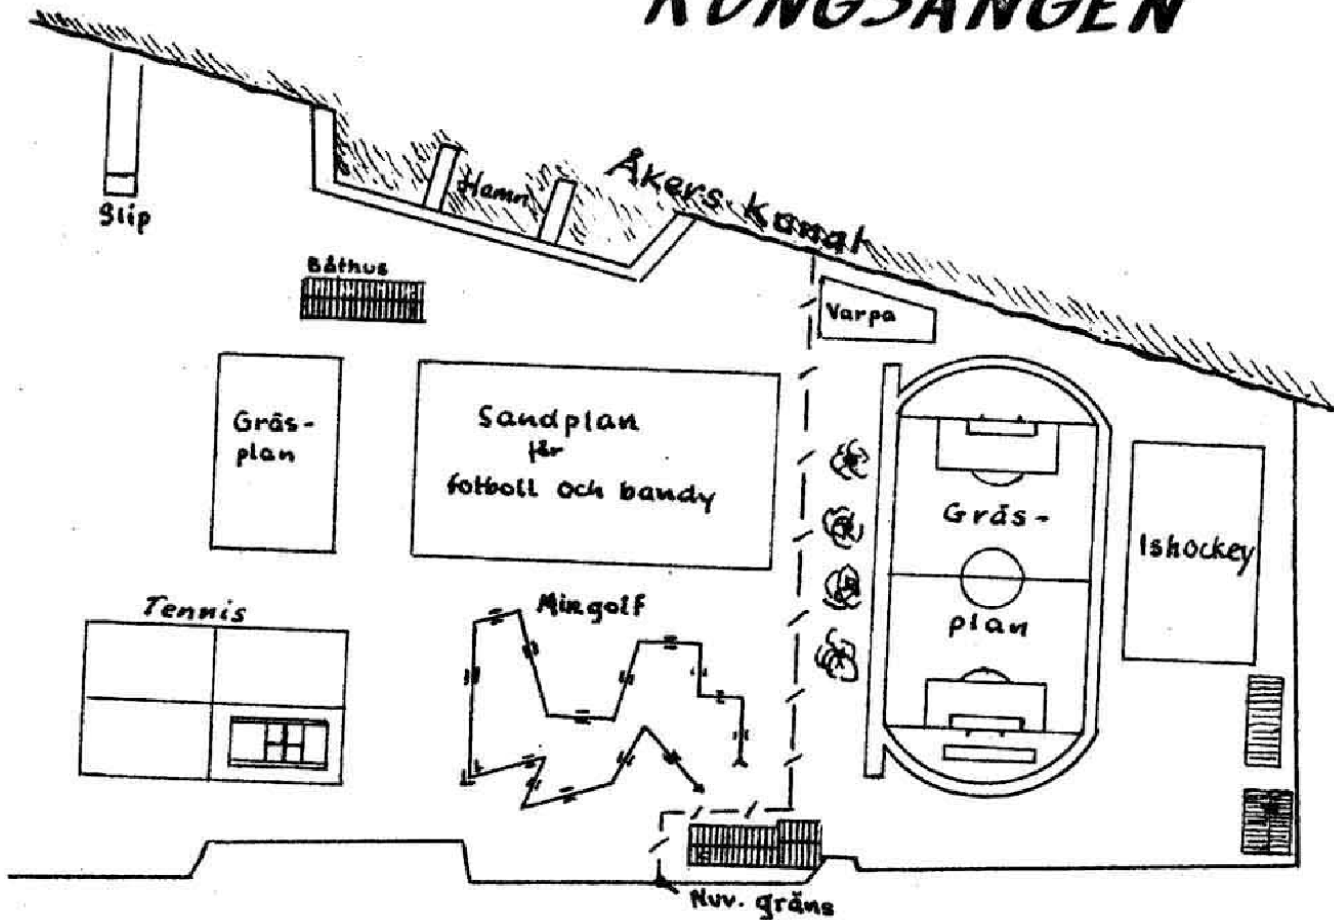 KUNGSÄNGEN
Slip
Hamn
Åkers Kanal
Båthus
Varpa
Gräs-
plan
Sandplan
för
fotboll och bandy
Gräs-
plan
Ishockey
Tennis
Mingolf
Nuv. gräns